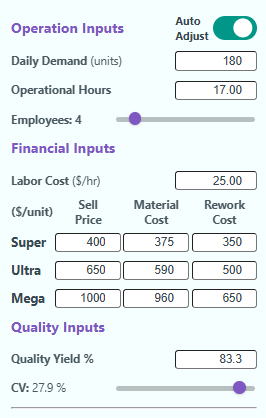 Operation Inputs Auto Adjust
Daily Demand (units) 180
Operational Hours 17.00
Employees: 4
Financial Inputs
Labor Cost ($/hr) 25.00
($/unit) Sell Price Material Cost Rework Cost
Super 400 375 350
Ultra 650 590 500
Mega 1000 960 650
Quality Inputs
Quality Yield % 83.3
CV: 27.9 %